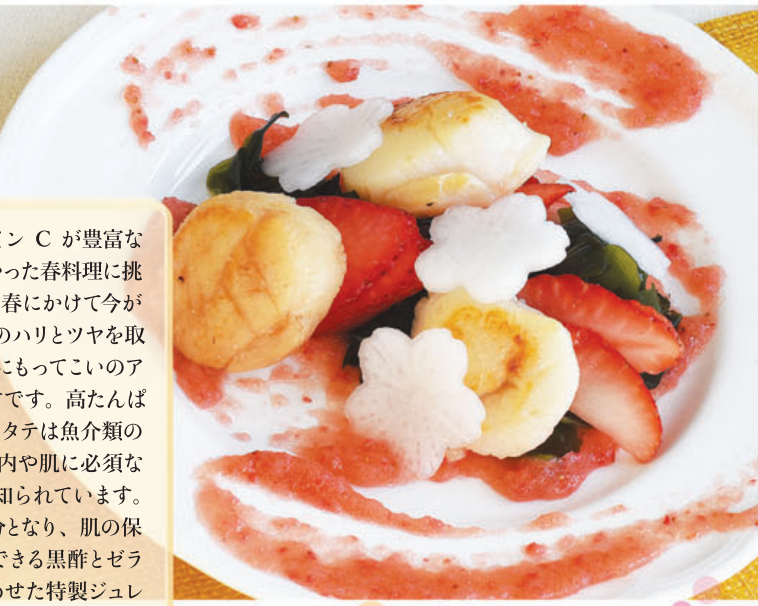 ン C が豊富な
った春料理に挑
春にかけて今が
のハリとツヤを取
にもってこいのア
すです。高たんぱ
タテは魚介類の
内や肌に必須な
知られています。
分となり、肌の保
できる黒酢とゼラ
わせた特製ジュレ